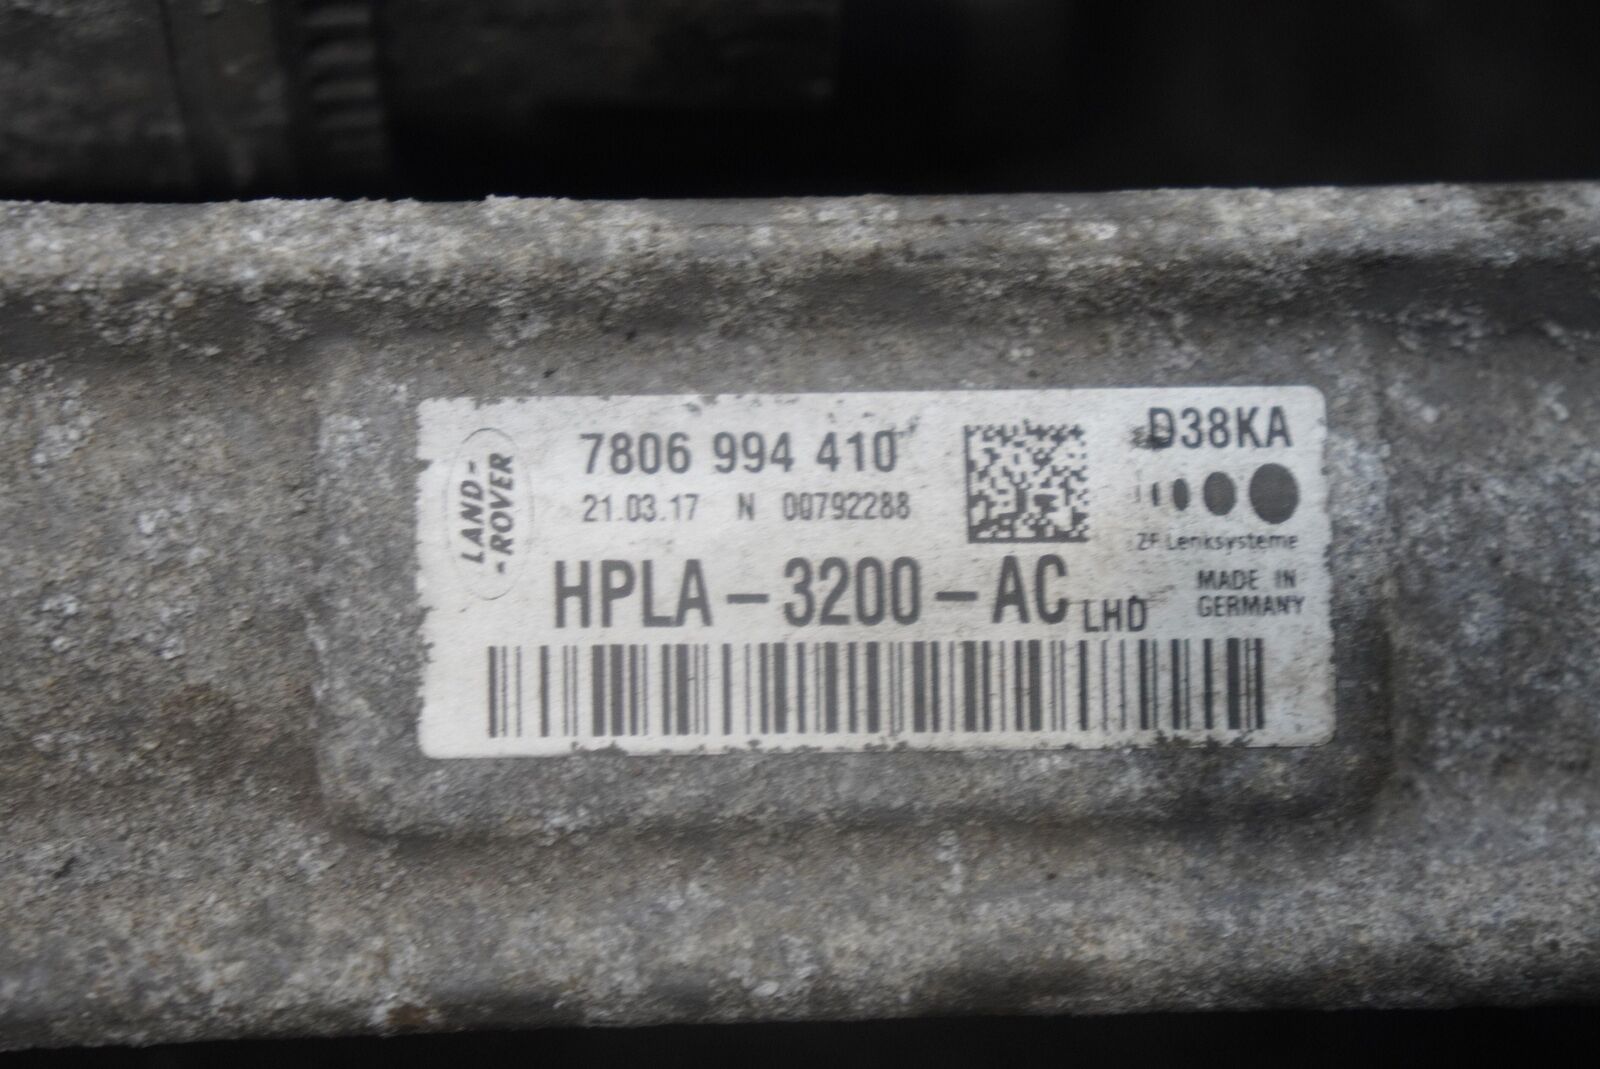 LAND-
-ROVER
7806 994 410
21.03.17 N 00792288
D38KA
ZF Lenksysteme
HPLA-3200-AC LHD
MADE IN
GERMANY